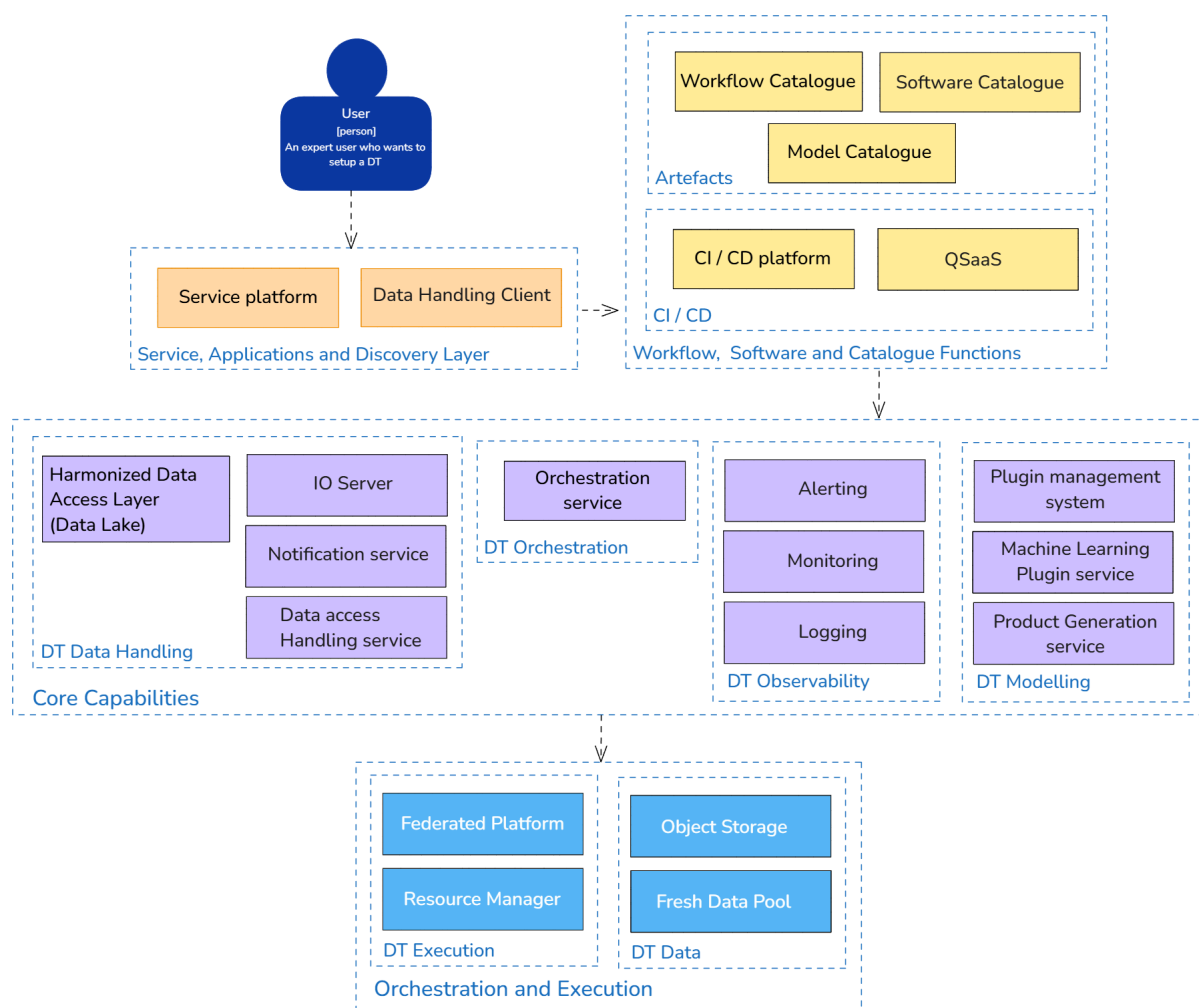 User
[person]
An expert user who wants to
setup a DT
Service platform
Data Handling Client
Service, Applications and Discovery Layer
Workflow Catalogue
Software Catalogue
Model Catalogue
Artefacts
CI / CD platform
QSaaS
CI / CD
Workflow,  Software and Catalogue Functions
Harmonized Data
Access Layer
(Data Lake)
IO Server
Notification service
Data access
Handling service
DT Data Handling
Orchestration
service
DT Orchestration
Alerting
Monitoring
Logging
DT Observability
Plugin management
system
Machine Learning
Plugin service
Product Generation
service
DT Modelling
Core Capabilities
Federated Platform
Resource Manager
DT Execution
Object Storage
Fresh Data Pool
DT Data
Orchestration and Execution